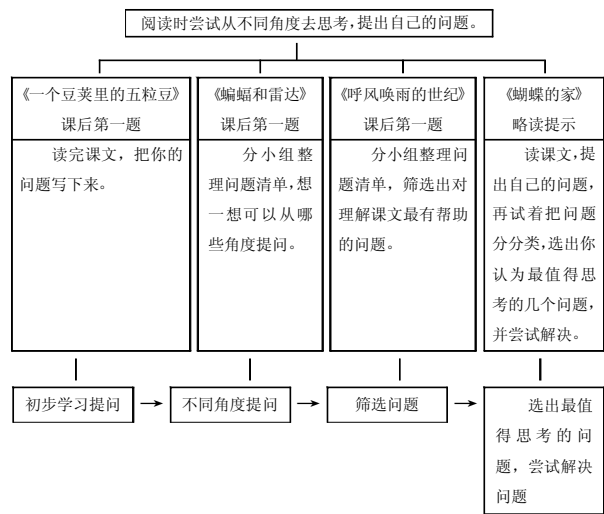 阅读时尝试从不同角度去思考,提出自己的问题。
《一个豆荚里的五粒豆》
课后第一题
读完课文，把你的
问题写下来。
《蝙蝠和雷达》
课后第一题
分小组整
理问题清单,想
一想可以从哪
些角度提问。
《呼风唤雨的世纪》
课后第一题
分小组整理问
题清单，筛选出对
理解课文最有帮助
的问题。
《蝴蝶的家》
略读提示
读课文,提
出自己的问题,
再试着把问题
分分类,选出你
认为最值得思
考的几个问题,
并尝试解决。
初步学习提问
不同角度提问
筛选问题
选出最值
得思考的问
题，尝试解决
问题